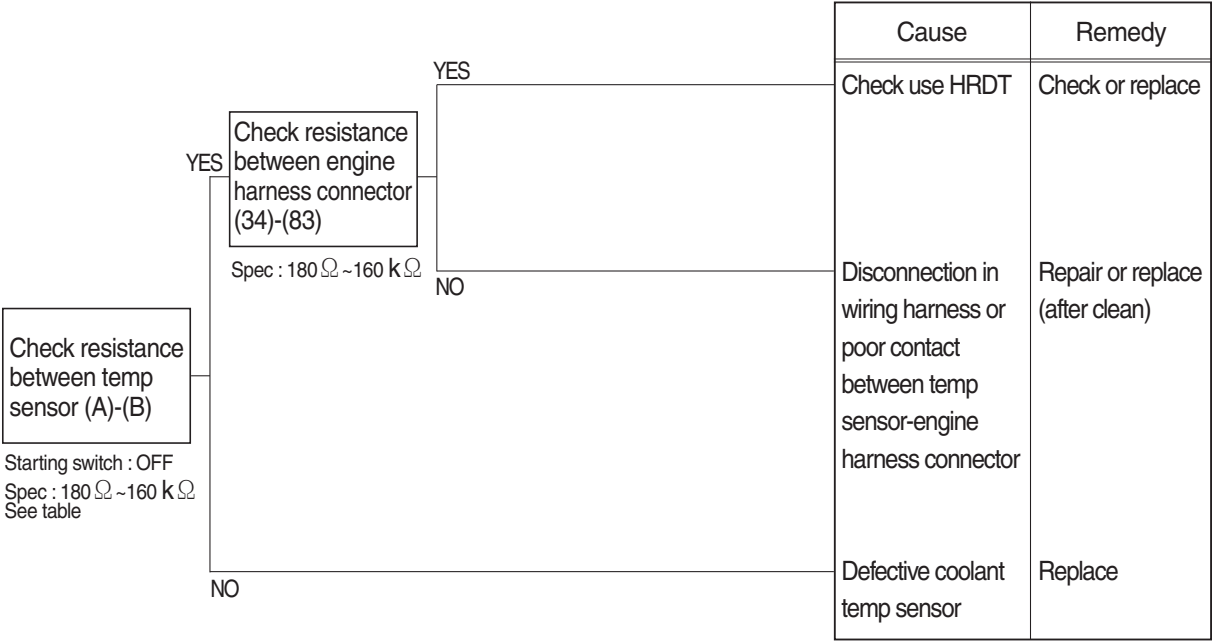 Cause
Remedy
YES
Check use HRDT
Check or replace
YES
Check resistance
between engine
harness connector
(34)-(83)
Spec : 180 Ω ~160 kΩ
NO
Disconnection in
wiring harness or
poor contact
between temp
sensor-engine
harness connector
Repair or replace
(after clean)
Check resistance
between temp
sensor (A)-(B)
Starting switch : OFF
Spec : 180 Ω ~160 kΩ
See table
NO
Defective coolant
temp sensor
Replace